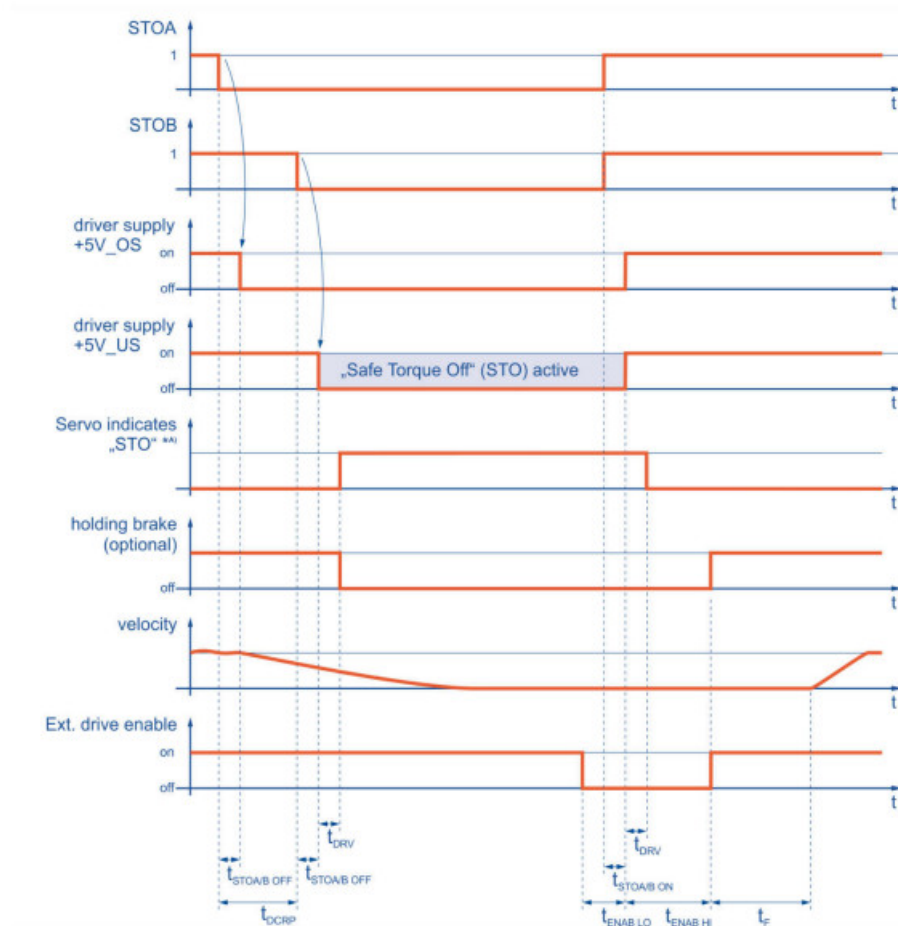 STOA
1
t
STOB
1
t
driver supply
+5V_OS
on
off
t
driver supply
+5V_US
on
off
„Safe Torque Off“ (STO) active
t
Servo indicates
„STO“
t
holding brake
(optional)
off
t
velocity
t
Ext. drive enable
on
off
t
tDRV
tDRV
tSTOA/B OFF
tSTOA/B OFF
tSTOA/B ON
tDCRP
tENAB LO
tENAB HI
tF